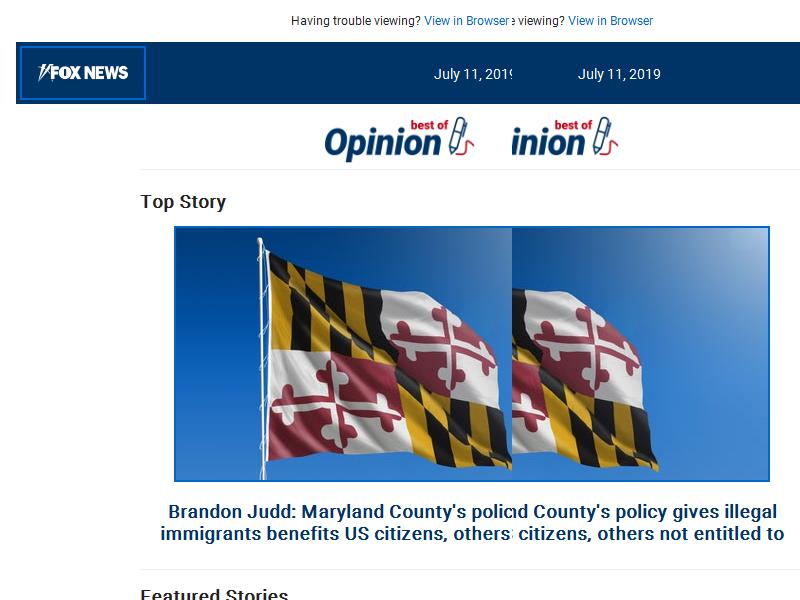 Having trouble viewing? View in Browser viewing? View in Browser
FOX NEWS July 11, 2019 July 11, 2019
best of best of
Opinion inion
Top Story
Brandon Judd: Maryland County's polic d County's policy gives illegal
immigrants benefits US citizens, others citizens, others not entitled to
Featured Stories